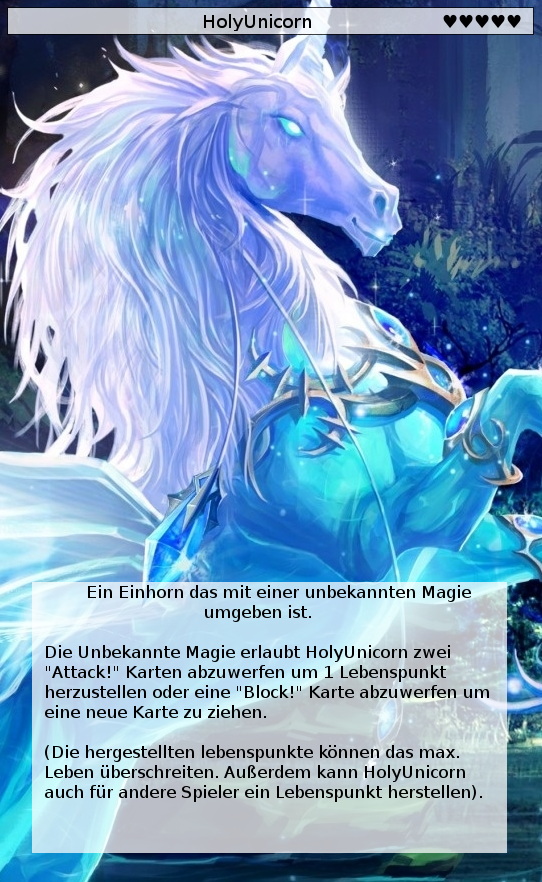 HolyUnicorn ♥♥♥♥♥
Ein Einhorn das mit einer unbekannten Magie
umgeben ist.
Die Unbekannte Magie erlaubt HolyUnicorn zwei
"Attack!" Karten abzuwerfen um 1 Lebenspunkt
herzustellen oder eine "Block!" Karte abzuwerfen um
eine neue Karte zu ziehen.
(Die hergestellten lebenspunkte können das max.
Leben überschreiten. Außerdem kann HolyUnicorn
auch für andere Spieler ein Lebenspunkt herstellen).